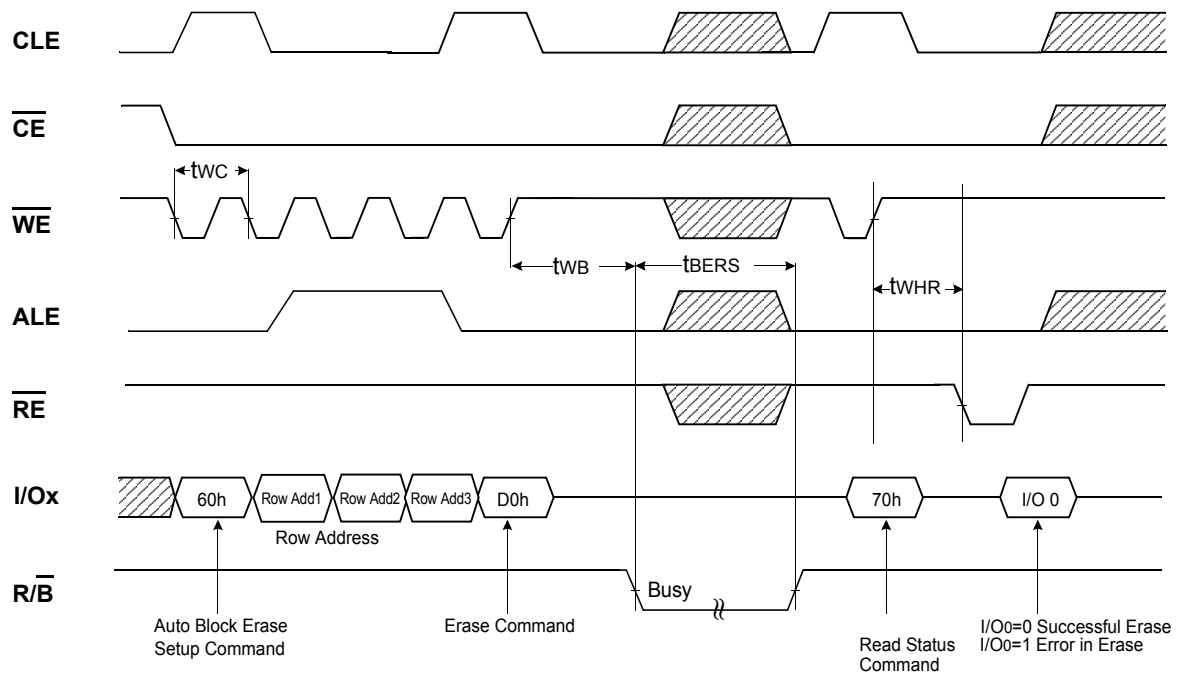 CLE
CE
tWC
WE
tWB
tBERS
tWHR
ALE
RE
I/Ox
60h
Row Add1
Row Add2
Row Add3
D0h
70h
I/O 0
Row Address
R/B
Busy
Auto Block Erase
Setup Command
Erase Command
Read Status
Command
I/O0=0 Successful Erase
I/O0=1 Error in Erase